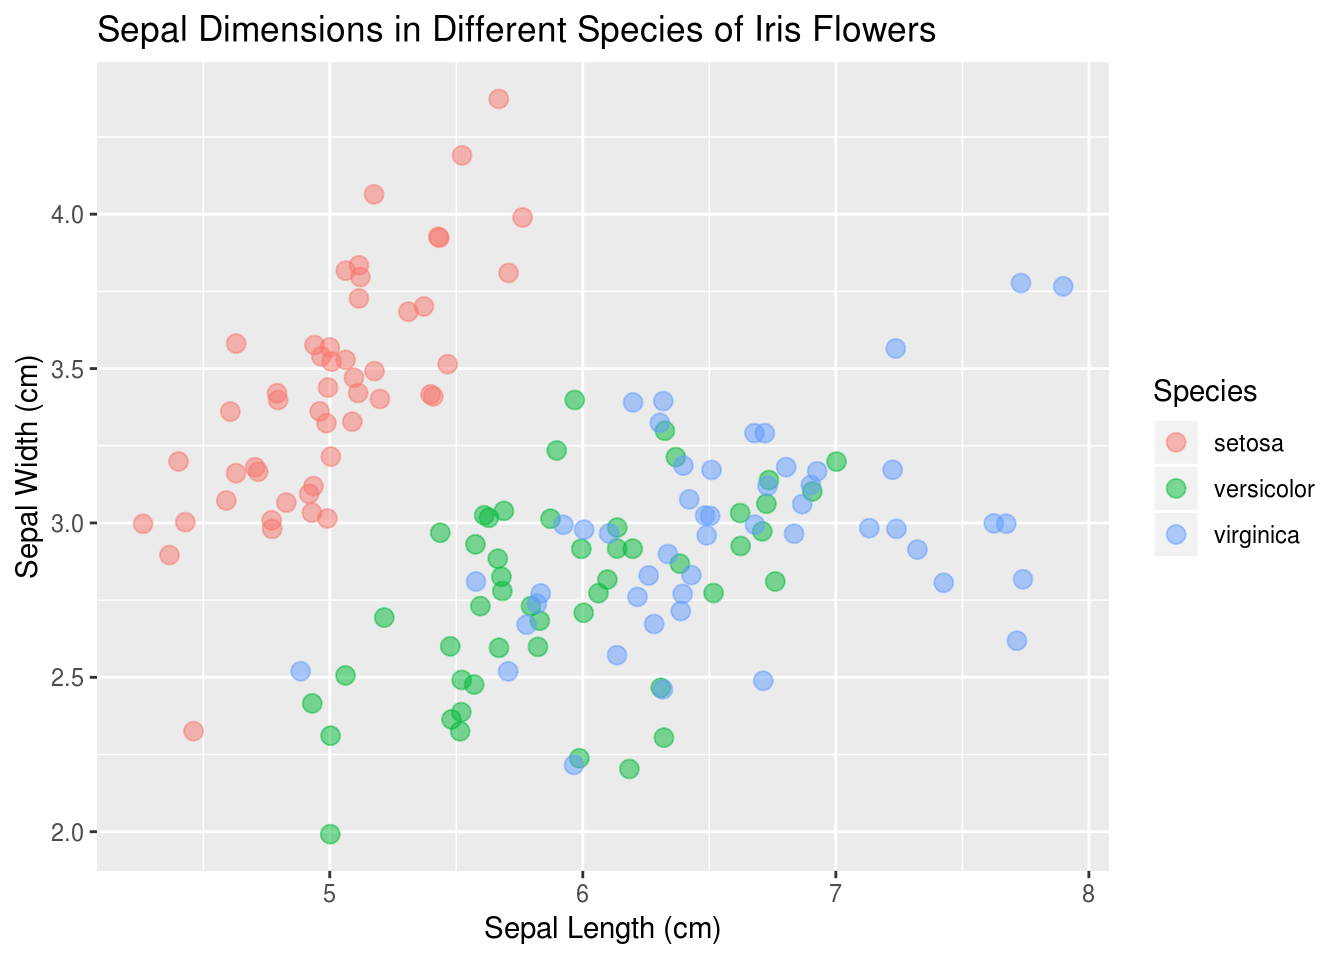 Sepal Dimensions in Different Species of Iris Flowers
Sepal Width (cm)
4.0
3.5
3.0
2.5
2.0
5
6
7
8
Sepal Length (cm)
Species
setosa
versicolor
virginica